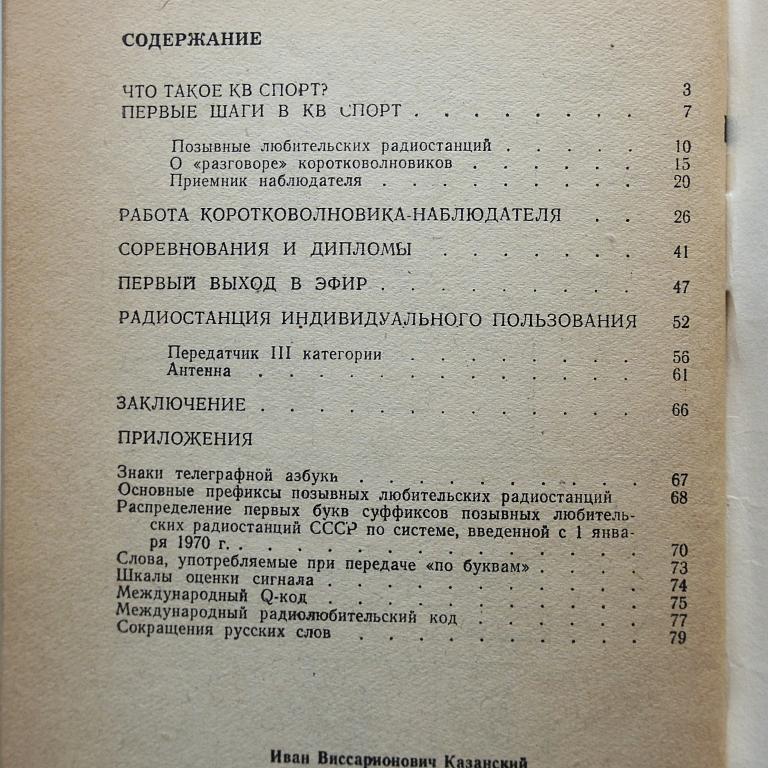 СОДЕРЖАНИЕ
ЧТО ТАКОЕ КВ СПОРТ? 3
ПЕРВЫЕ ШАГИ В КВ СПОРТ . . . . . . . 7
Позывные любительских радиостанций . . . . 10
О «разговоре» коротковолновиков . . . . . 15
Приемник наблюдателя . . . . . . . 20
РАБОТА КОРОТКОВОЛНОВИКА-НАБЛЮДАТЕЛЯ . . 26
СОРЕВНОВАНИЯ И ДИПЛОМЫ . . . . . 41
ПЕРВЫЙ ВЫХОД В ЭФИР . . . . . . . 47
РАДИОСТАНЦИЯ ИНДИВИДУАЛЬНОГО ПОЛЬЗОВАНИЯ 52
Передатчик III категории . . . . . . 56
Антенна . . . . . . . . . . 61
ЗАКЛЮЧЕНИЕ . . . . . . . . . . 66
ПРИЛОЖЕНИЯ
Знаки телеграфной азбуки . . . . . . . 67
Основные префиксы позывных любительских радиостанций 68
Распределение первых букв суффиксов позывных любитель-
ских радиостанций СССР по системе, введенной с 1 янва-
ря 1970 г. . . . . . . . . . . 70
Слова, употребляемые при передаче «по буквам» . . . 73
Шкалы оценки сигнала . . . . . . . . 74
Международный Q-код . . . . . . . . 75
Международный радиолюбительский код . . . . 77
Сокращения русских слов . . . . . . . 79
Иван Виссарионович Казанский